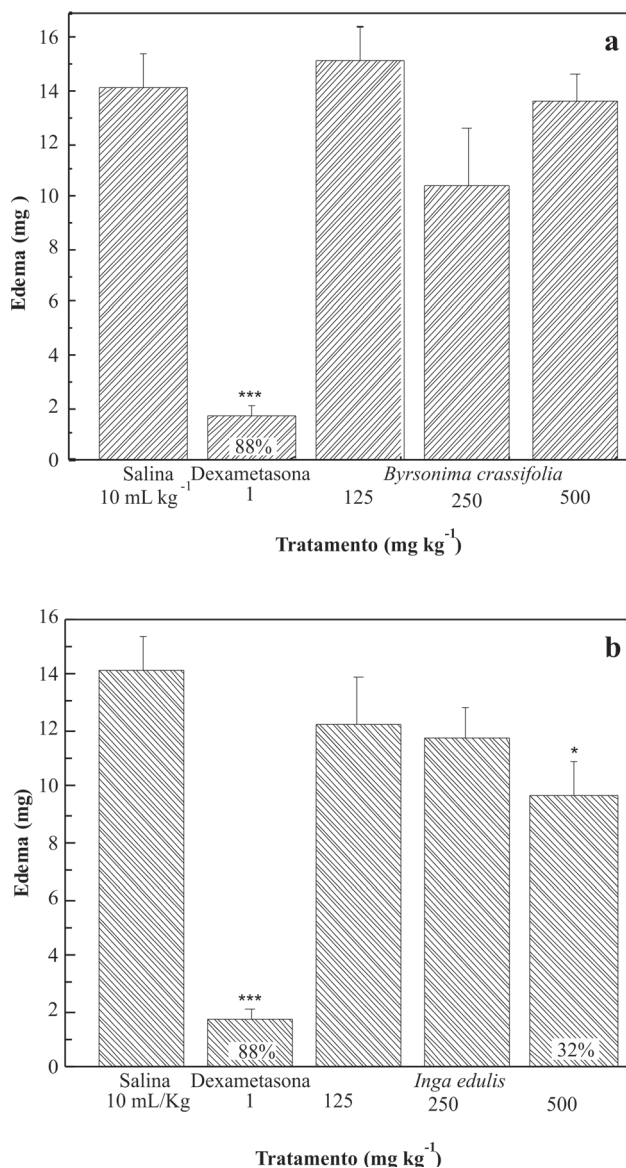 a
16
14
12
10
8
6
4
2
0
Edema (mg)
***
88%
Salina Dexametasona Byrsonima crassifolia
10 mL kg⁻¹ 1 125 250 500
Tratamento (mg kg⁻¹)
b
16
14
12
10
8
6
4
2
0
Edema (mg)
***
*
88% 32%
Salina Dexametasona Inga edulis
10 mL/Kg 1 125 250 500
Tratamento (mg kg⁻¹)